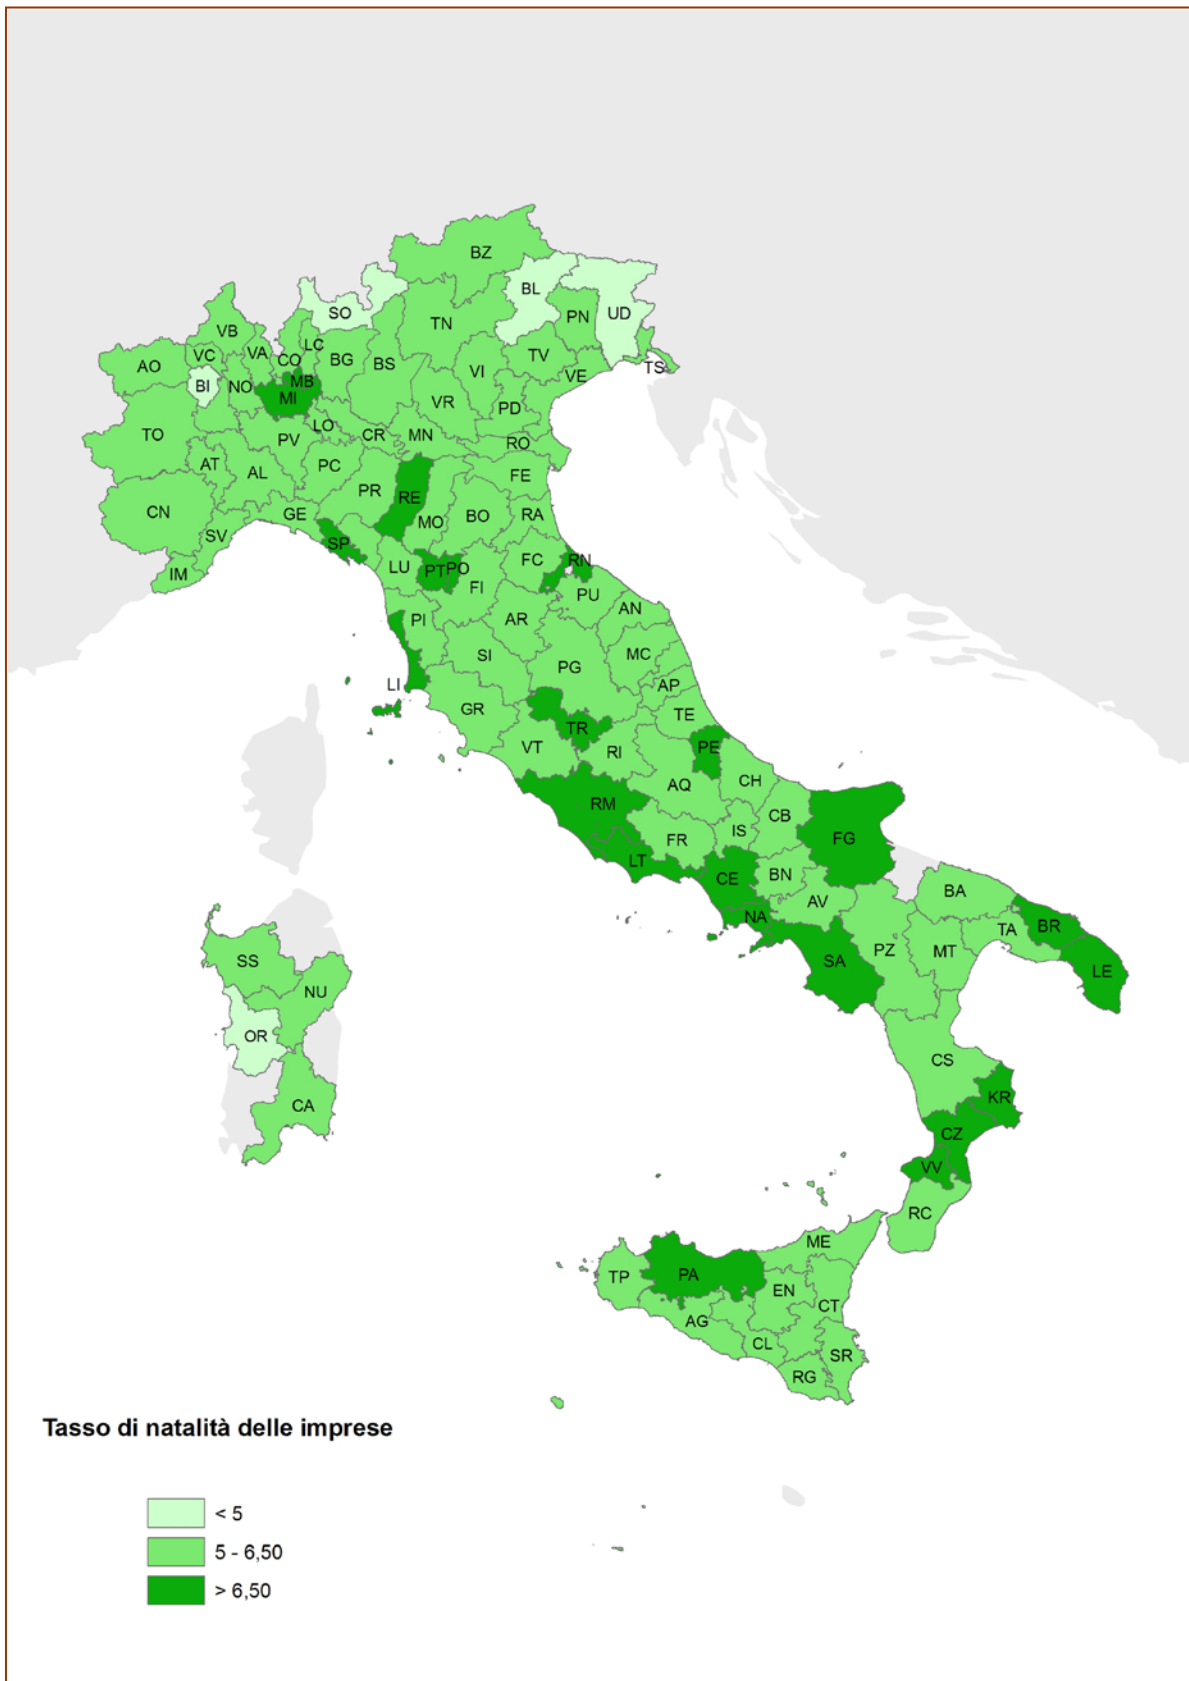 BZ
BL
UD
SO
PN
TN
VB
LC
TV
VA
CO
VC
BG
BS
VI
AO
TS
VE
MB
BI
NO
MI
VR
PD
LO
TO
CR
MN
PV
RO
AT
PC
AL
FE
PR
RE
CN
GE
MO
BO
RA
SV
SP
FC
RN
LU
PT
PO
IM
FI
PU
AN
PI
AR
SI
MC
PG
LI
AP
GR
TE
TR
VT
RI
PE
AQ
CH
RM
CB
IS
FG
FR
LT
CE
BN
BA
AV
NA
BR
TA
PZ
MT
SA
SS
LE
NU
OR
CS
KR
CA
CZ
VV
RC
ME
TP
PA
EN
CT
AG
CL
SR
RG
Tasso di natalità delle imprese
< 5
5 - 6,50
> 6,50